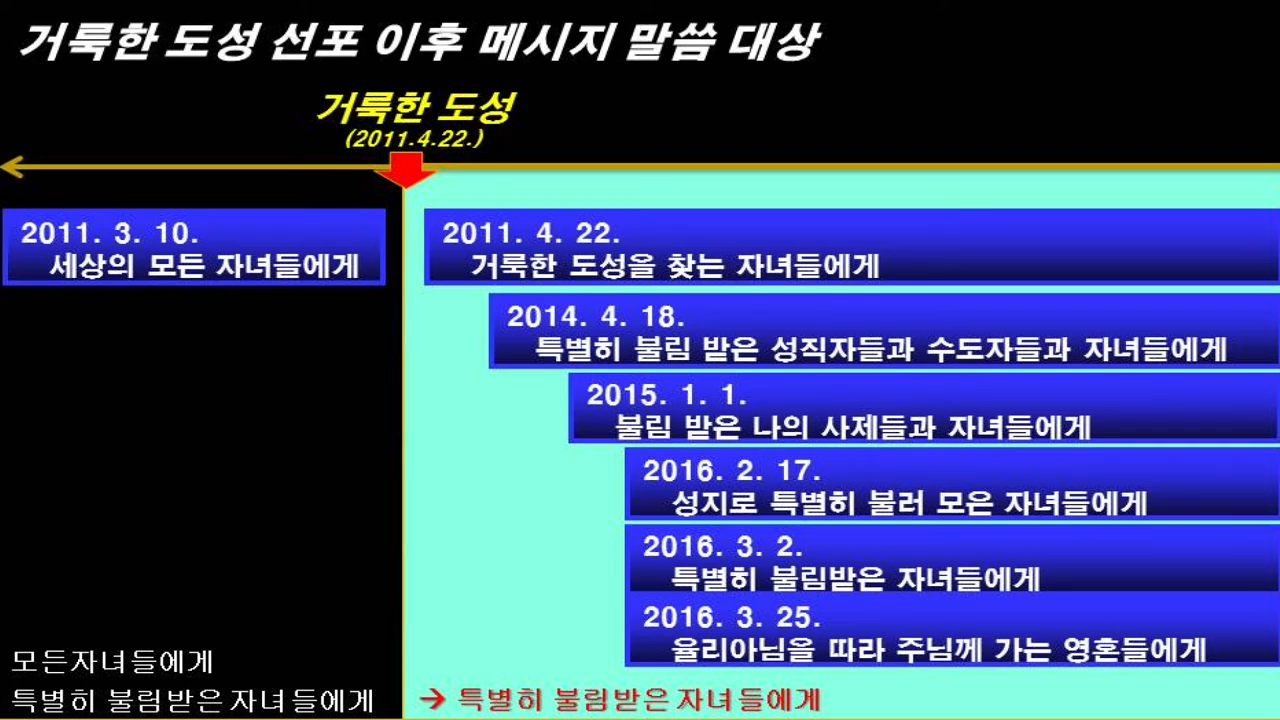 거룩한 도성 선포 이후 메시지 말씀 대상
거룩한 도성
(2011.4.22.)
2011. 3. 10.
세상의 모든 자녀들에게
2011. 4. 22.
거룩한 도성을 찾는 자녀들에게
2014. 4. 18.
특별히 불림 받은 성직자들과 수도자들과 자녀들에게
2015. 1. 1.
불림 받은 나의 사제들과 자녀들에게
2016. 2. 17.
성지로 특별히 불러 모은 자녀들에게
2016. 3. 2.
특별히 불림받은 자녀들에게
2016. 3. 25.
율리아님을 따라 주님께 가는 영혼들에게
모든자녀들에게
특별히 불림받은자녀들에게
→ 특별히 불림받은자녀들에게